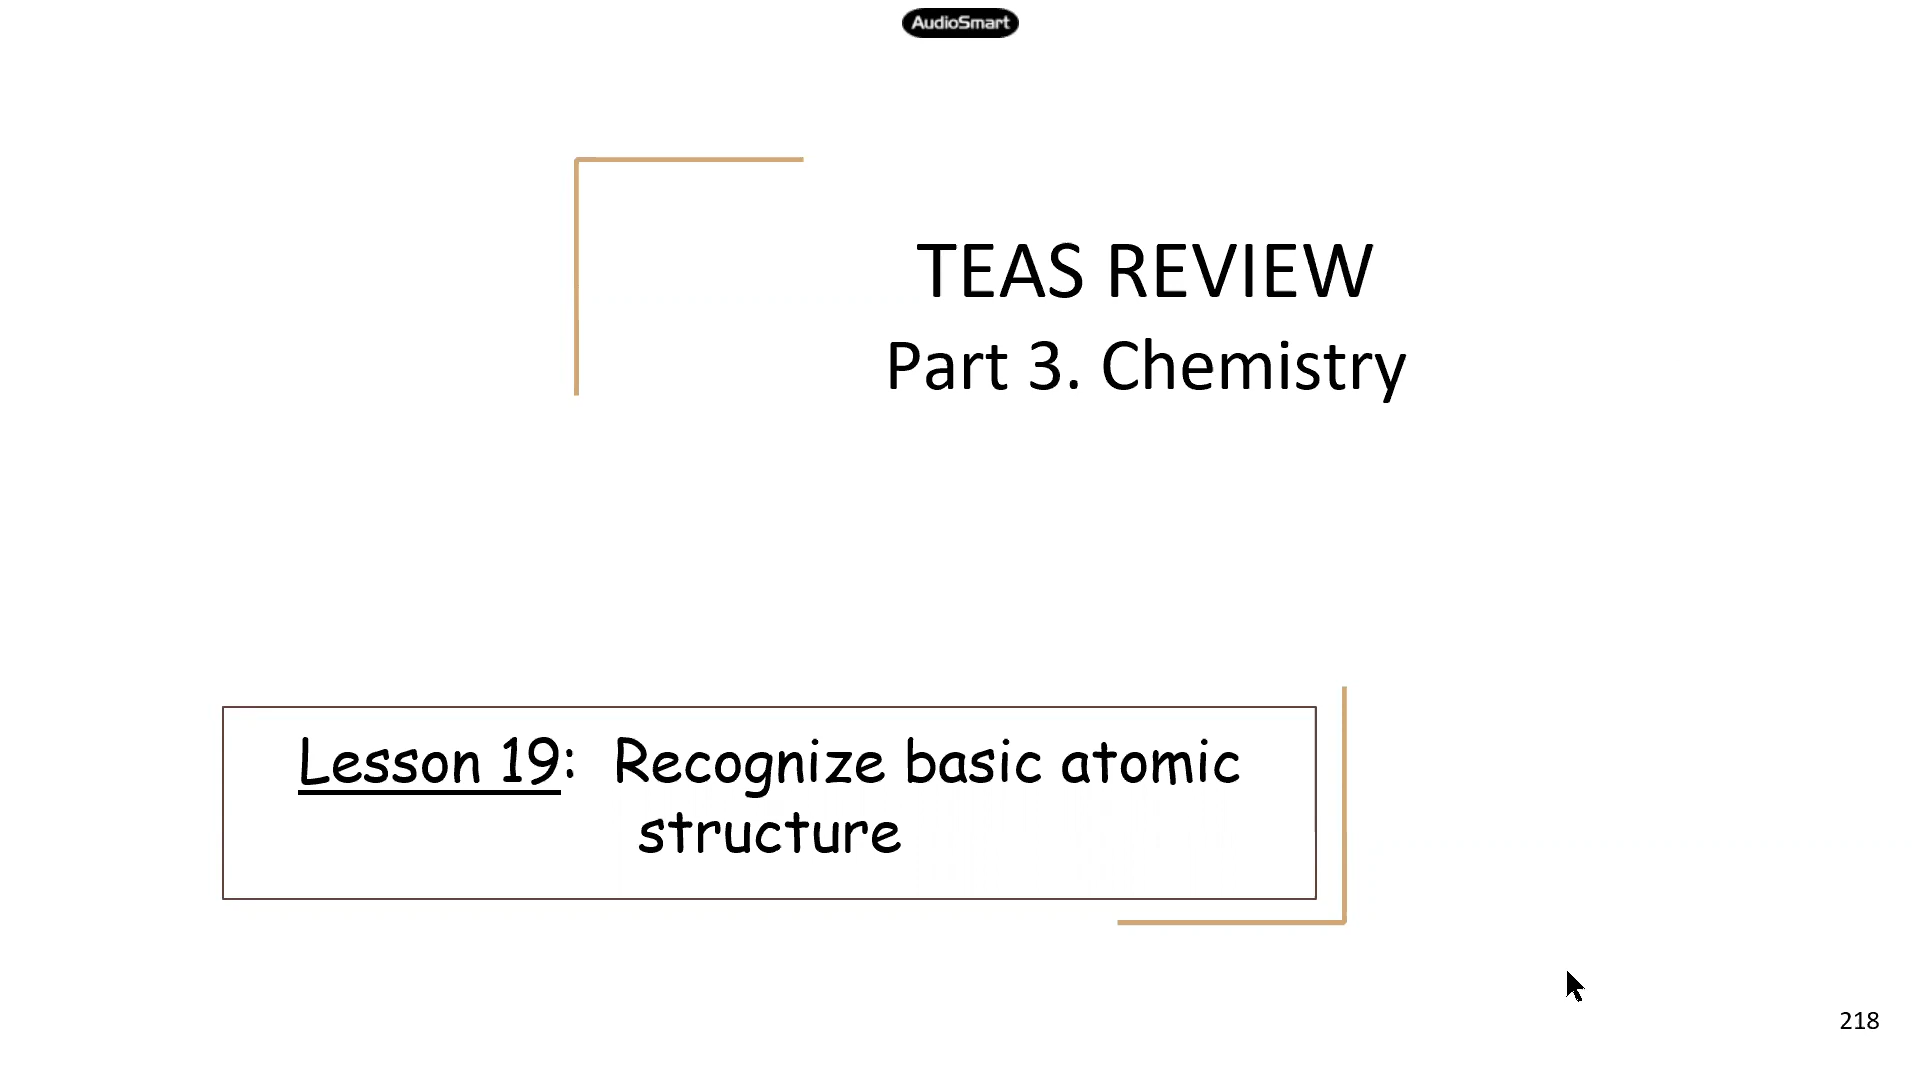 AudioSmart
TEAS REVIEW
Part 3. Chemistry
Lesson 19: Recognize basic atomic
structure
218